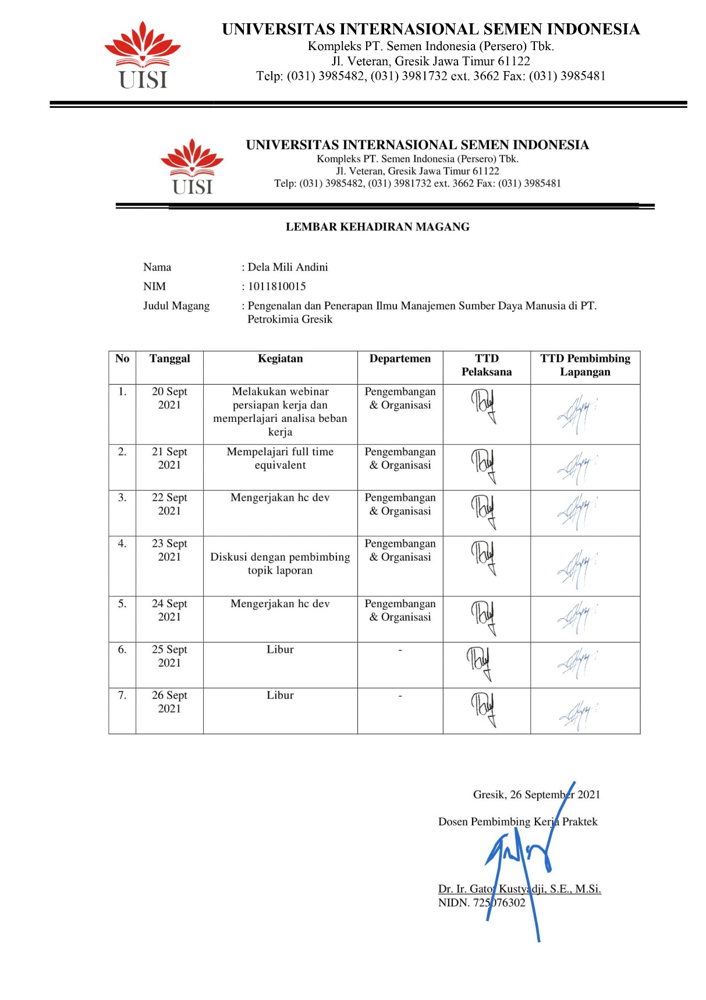 UISI
UNIVERSITAS INTERNASIONAL SEMEN INDONESIA
Kompleks PT. Semen Indonesia (Persero) Tbk.
Jl. Veteran, Gresik Jawa Timur 61122
Telp: (031) 3985482, (031) 3981732 ext. 3662 Fax: (031) 3985481
UISI
UNIVERSITAS INTERNASIONAL SEMEN INDONESIA
Kompleks PT. Semen Indonesia (Persero) Tbk.
Jl. Veteran, Gresik Jawa Timur 61122
Telp: (031) 3985482, (031) 3981732 ext. 3662 Fax: (031) 3985481
LEMBAR KEHADIRAN MAGANG
Nama : Dela Mili Andini
NIM : 1011810015
Judul Magang : Pengenalan dan Penerapan Ilmu Manajemen Sumber Daya Manusia di PT.
Petrokimia Gresik
No Tanggal Kegiatan Departemen TTD TTD Pembimbing
Pelaksana Lapangan
1. 20 Sept Melakukan webinar Pengembangan
2021 persiapan kerja dan & Organisasi
memperlajari analisa beban
kerja
2. 21 Sept Mempelajari full time Pengembangan
2021 equivalent & Organisasi
3. 22 Sept Mengerjakan hc dev Pengembangan
2021 & Organisasi
4. 23 Sept Pengembangan
2021 Diskusi dengan pembimbing & Organisasi
topik laporan
5. 24 Sept Mengerjakan hc dev Pengembangan
2021 & Organisasi
6. 25 Sept Libur -
2021
7. 26 Sept Libur -
2021
Gresik, 26 September 2021
Dosen Pembimbing Kerja Praktek
Dr. Ir. Gatot Kustyadji, S.E., M.Si.
NIDN. 725076302